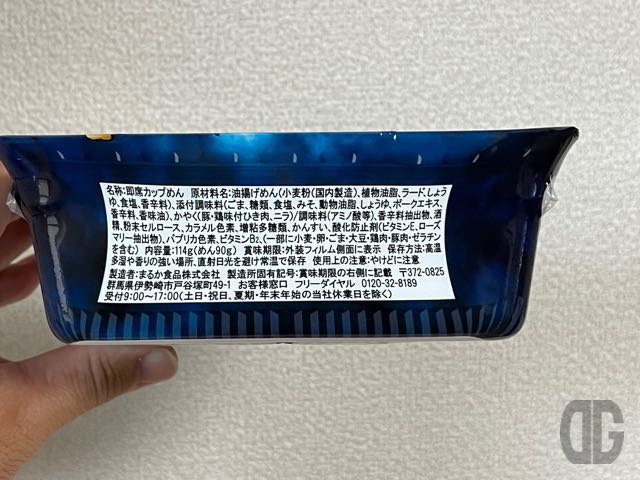 名称:即席カップめん 原材料名:油揚げめん(小麦粉(国内製造)、植物油脂、ラード、しょう
ゆ、食塩、香辛料)、添付調味料(ごま、糖類、食塩、みそ、動物油脂、しょうゆ、ポークエキス、
香辛料、香味油)、かやく(豚・鶏味付ひき肉、ニラ)/調味料(アミノ酸等)、香辛料抽出物、酒
精、粉末セルロース、カラメル色素、増粘多糖類、かんすい、酸化防止剤(ビタミンE、ローズ
マリー抽出物)、パプリカ色素、ビタミンB₂、(一部に小麦・卵・ごま・大豆・鶏肉・豚肉・ゼラチン
を含む) 内容量:114g(めん90g) 賞味期限:外装フィルム側面に表示 保存方法:高温
多湿や香りの強い場所、直射日光を避けて常温で保存 使用上の注意:やけどに注意
製造者:まるか食品株式会社 製造所固有記号:賞味期限の右側に記載 〒372-0825
群馬県伊勢崎市戸谷塚町49-1 お客様窓口 フリーダイヤル 0120-32-8189
受付9:00~17:00(土・日・祝日、夏期・年末年始の当社休業日を除く)
DG